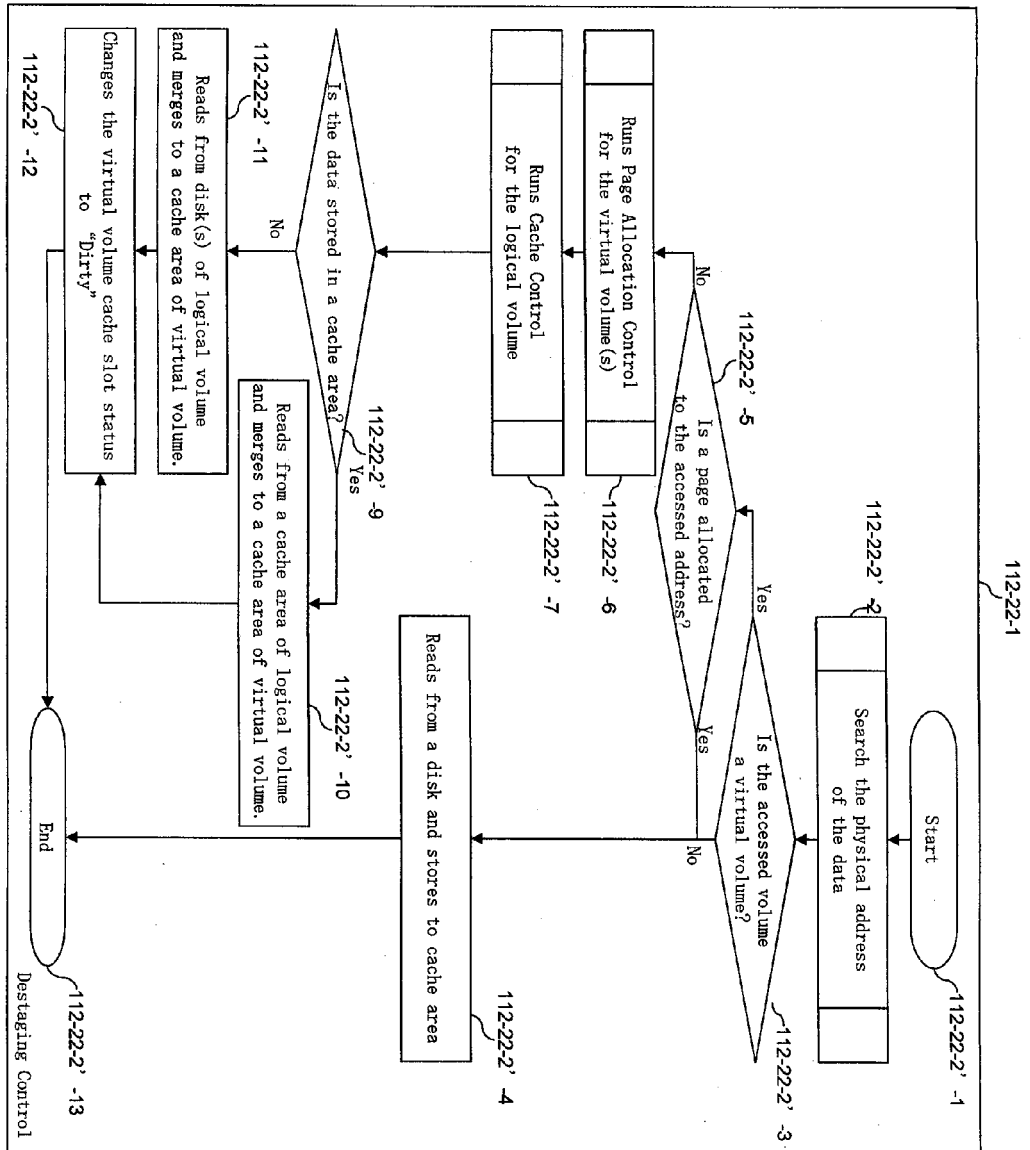 112-22-1
Start
112-22-2' -1
Search the physical address
of the data
112-22-2' -2
Is the accessed volume
a virtual volume?
112-22-2' -3
Yes
No
Is a page allocated
to the accessed address?
112-22-2' -5
No
Yes
Runs Page Allocation Control
for the virtual volume(s)
112-22-2' -6
Runs Cache Control
for the logical volume
112-22-2' -7
Reads from a disk and stores to cache area
112-22-2' -4
Is the data stored in a cache area?
112-22-2' -9
No
Yes
Reads from a cache area of logical volume
and merges to a cache area of virtual volume.
112-22-2' -10
Reads from disk(s) of logical volume
and merges to a cache area of virtual volume.
112-22-2' -11
Changes the virtual volume cache slot status
to "Dirty"
112-22-2' -12
End
112-22-2' -13
Destaging Control